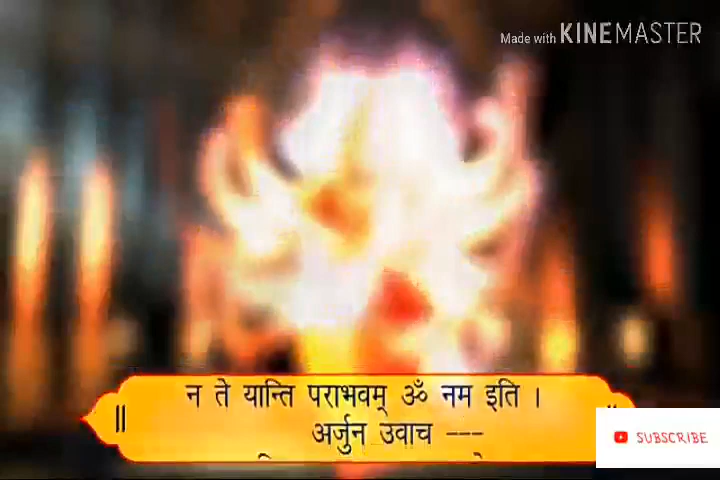 Made with KINEMASTER
न ते यान्ति पराभवम् ॐ नम इति ।
॥ अर्जुन उवाच ---
SUBSCRIBE